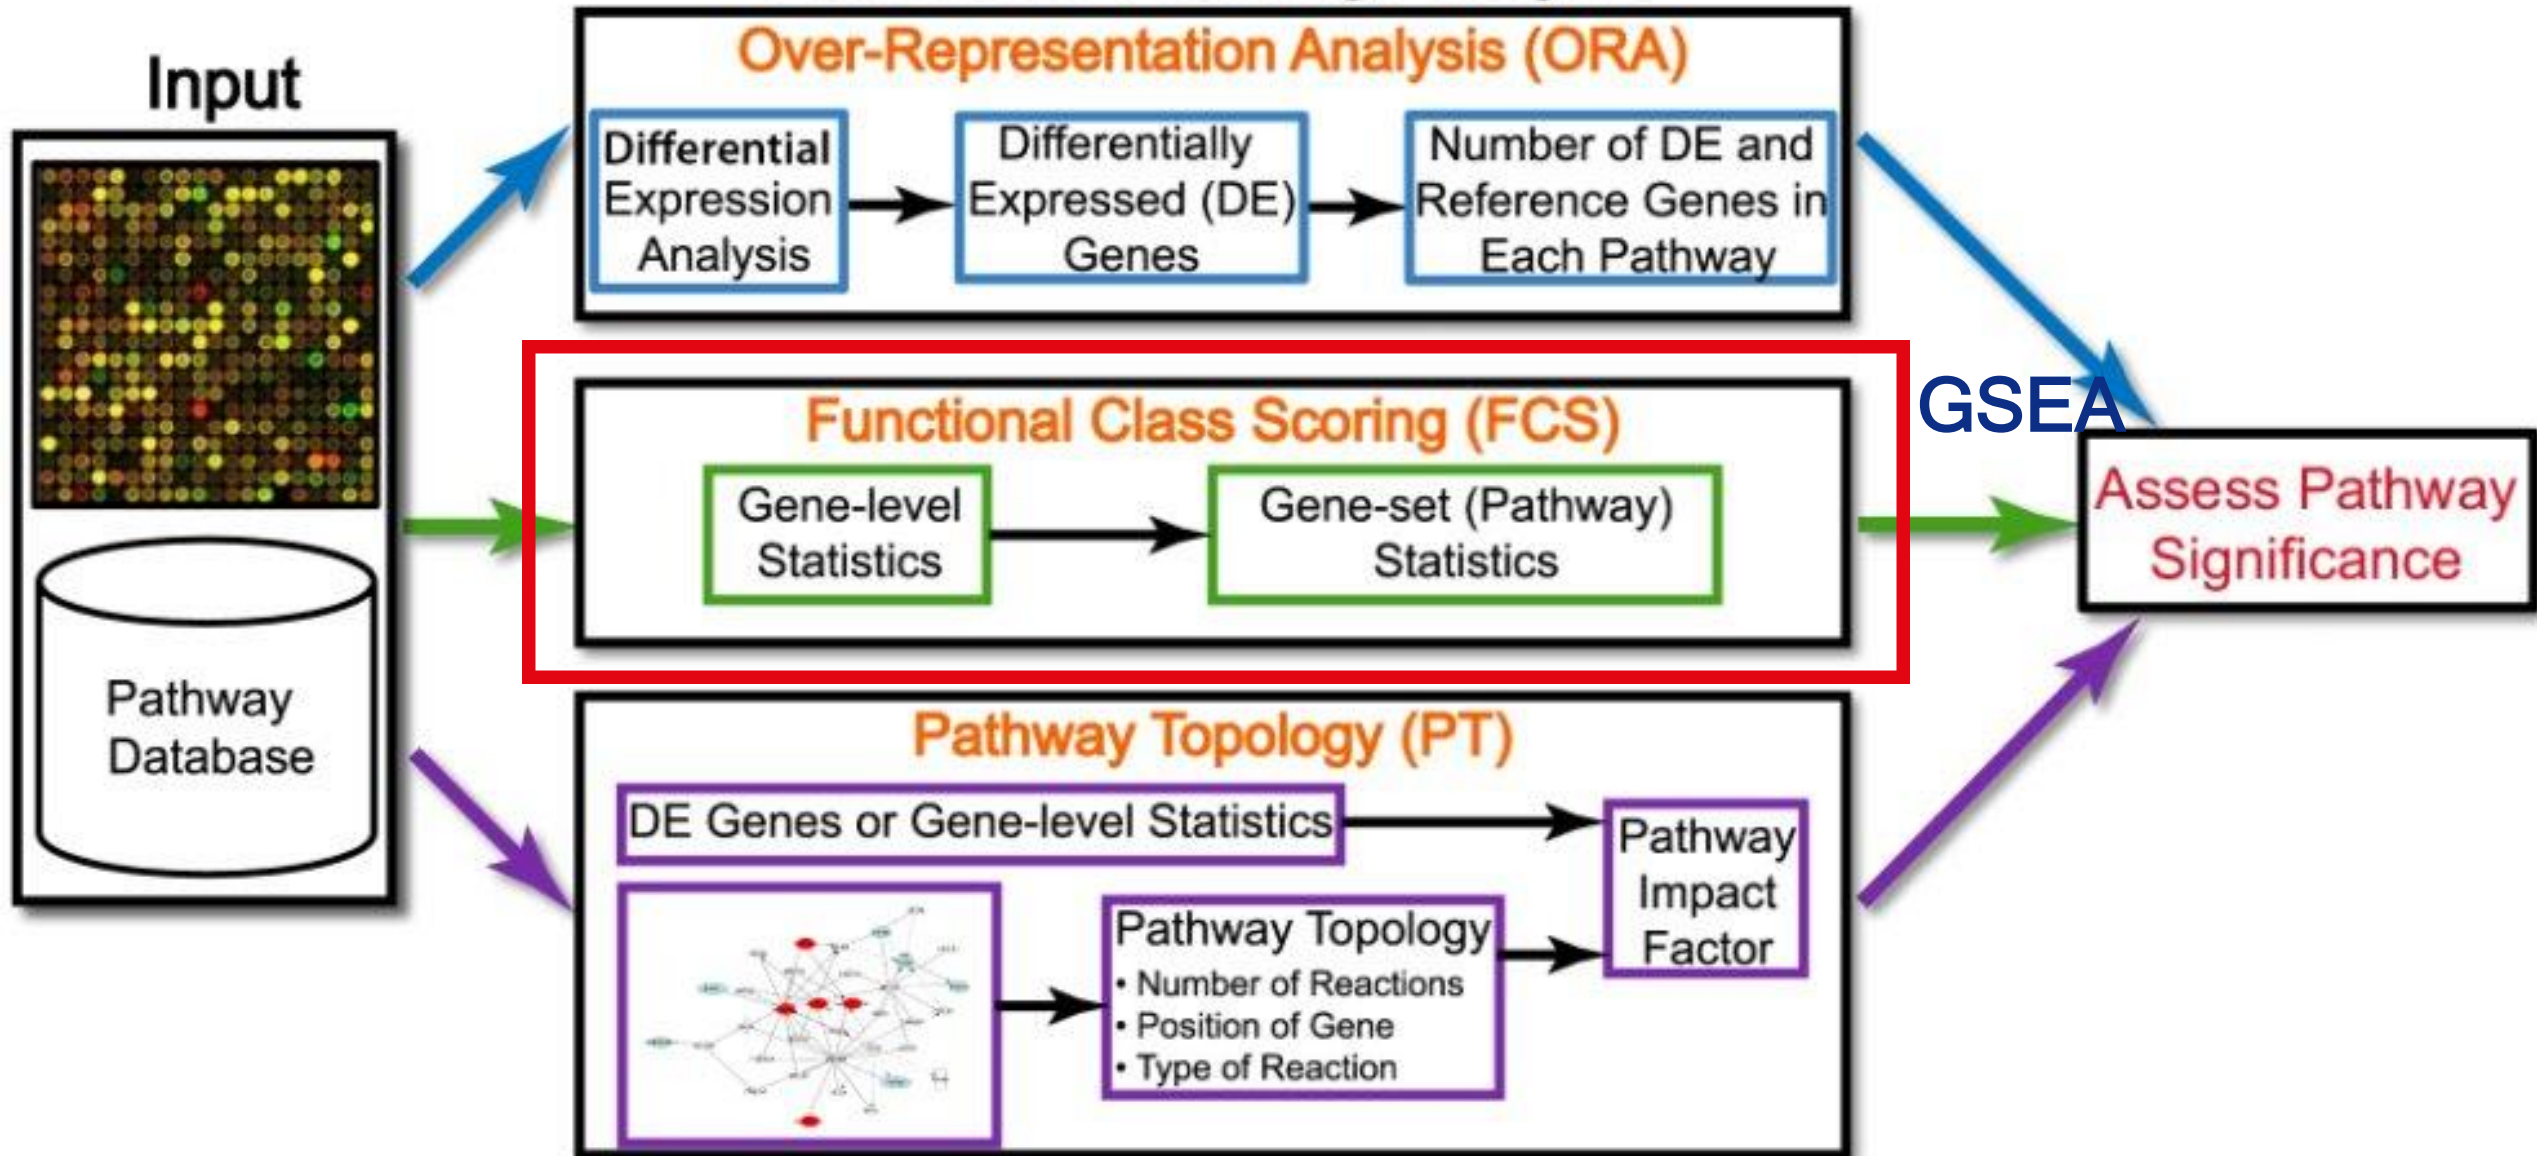 Input
Pathway
Database
Over-Representation Analysis (ORA)
Differential
Expression
Analysis
Differentially
Expressed (DE)
Genes
Number of DE and
Reference Genes in
Each Pathway
Functional Class Scoring (FCS)
Gene-level
Statistics
Gene-set (Pathway)
Statistics
GSEA
Assess Pathway
Significance
Pathway Topology (PT)
DE Genes or Gene-level Statistics
Pathway Topology
• Number of Reactions
• Position of Gene
• Type of Reaction
Pathway
Impact
Factor